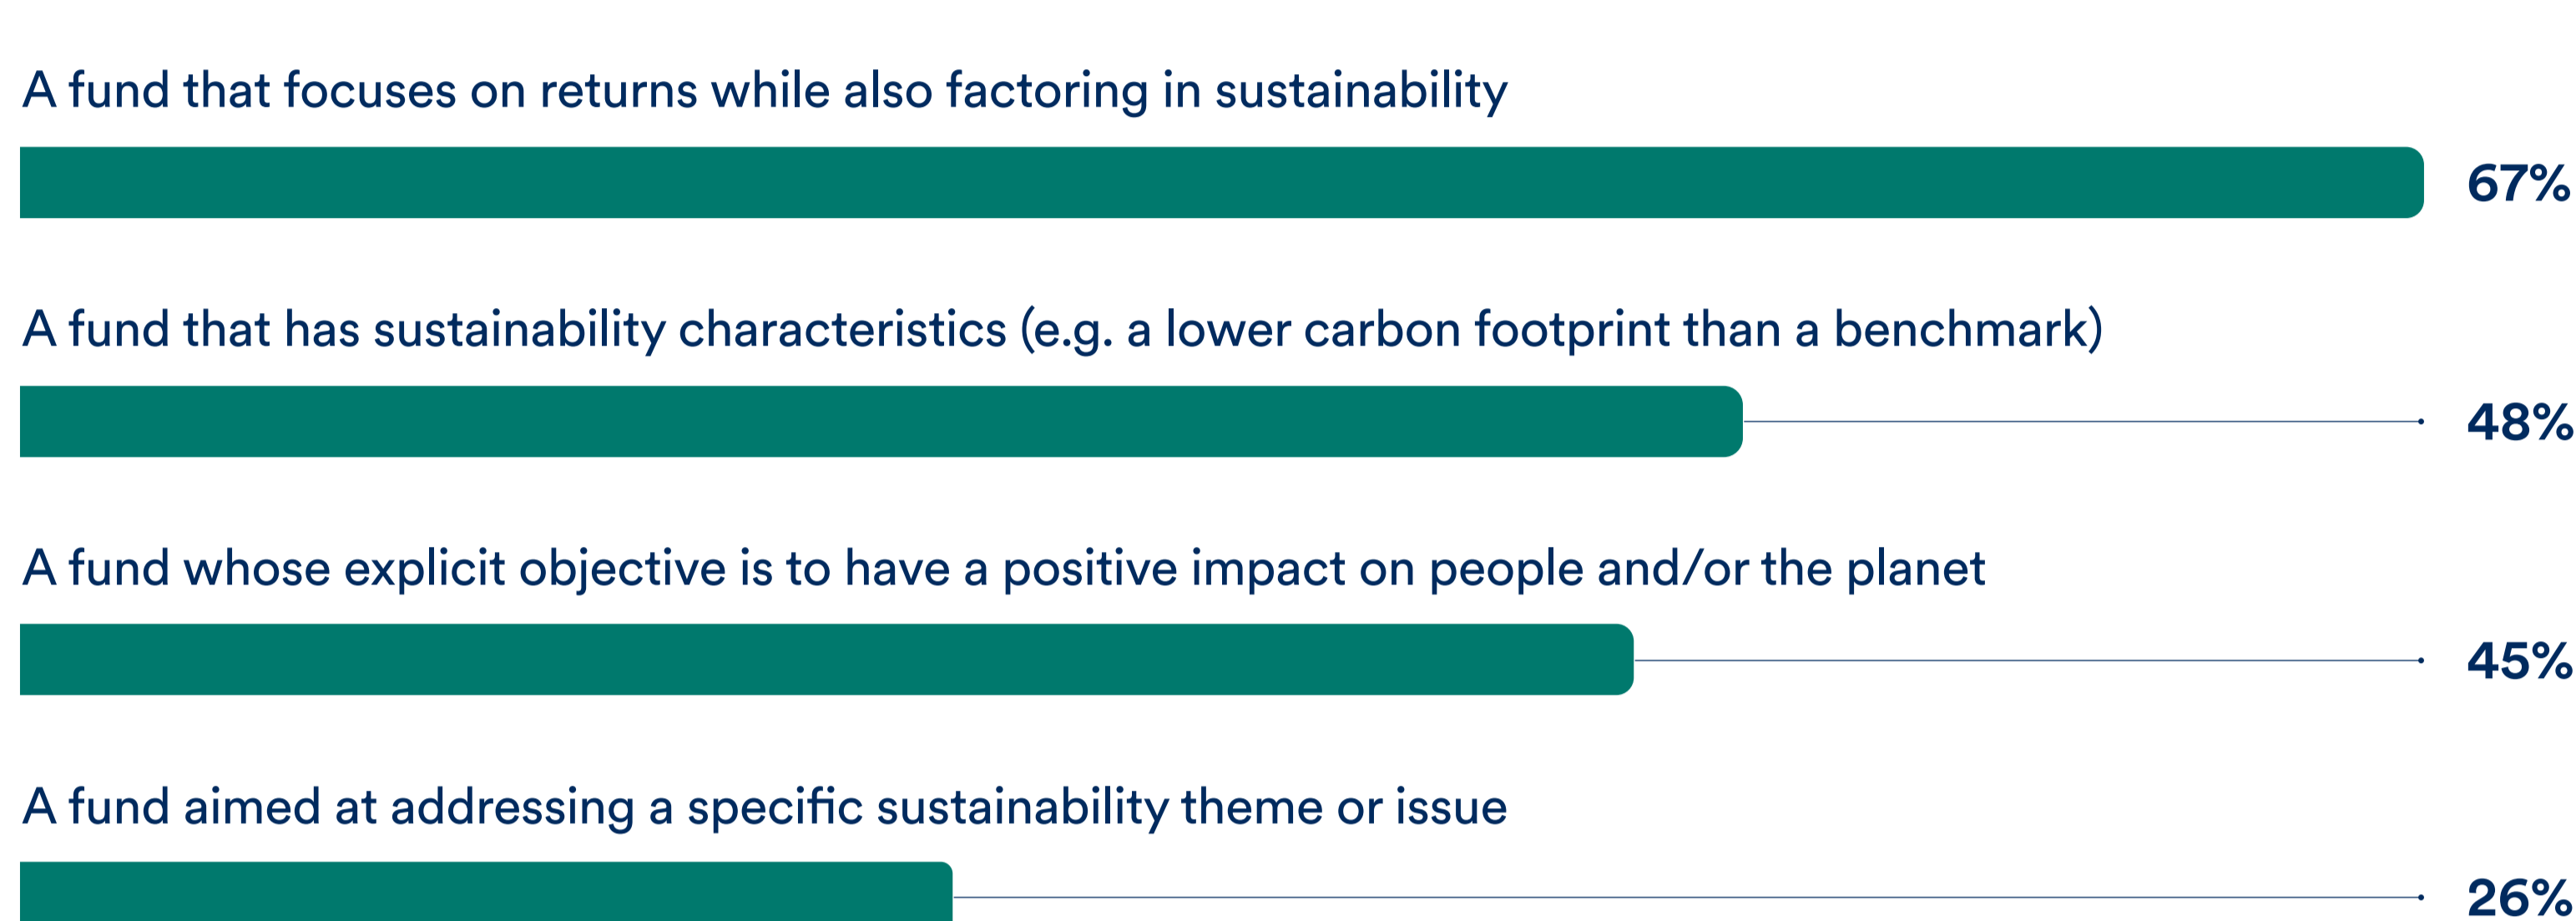 A fund that focuses on returns while also factoring in sustainability
67%
A fund that has sustainability characteristics (e.g. a lower carbon footprint than a benchmark)
48%
A fund whose explicit objective is to have a positive impact on people and/or the planet
45%
A fund aimed at addressing a specific sustainability theme or issue
26%